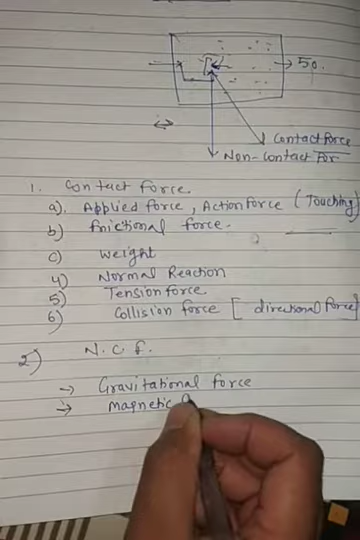 50.
Contact force
Non-Contact For
1. Contact force.
a). Applied force, Action force (Touching)
b) frictional force.
c) Weight
4) Normal Reaction
5) Tension force
6) Collision force [directional force]
2) N.C.f.
→ Gravitational force
→ Magnetic